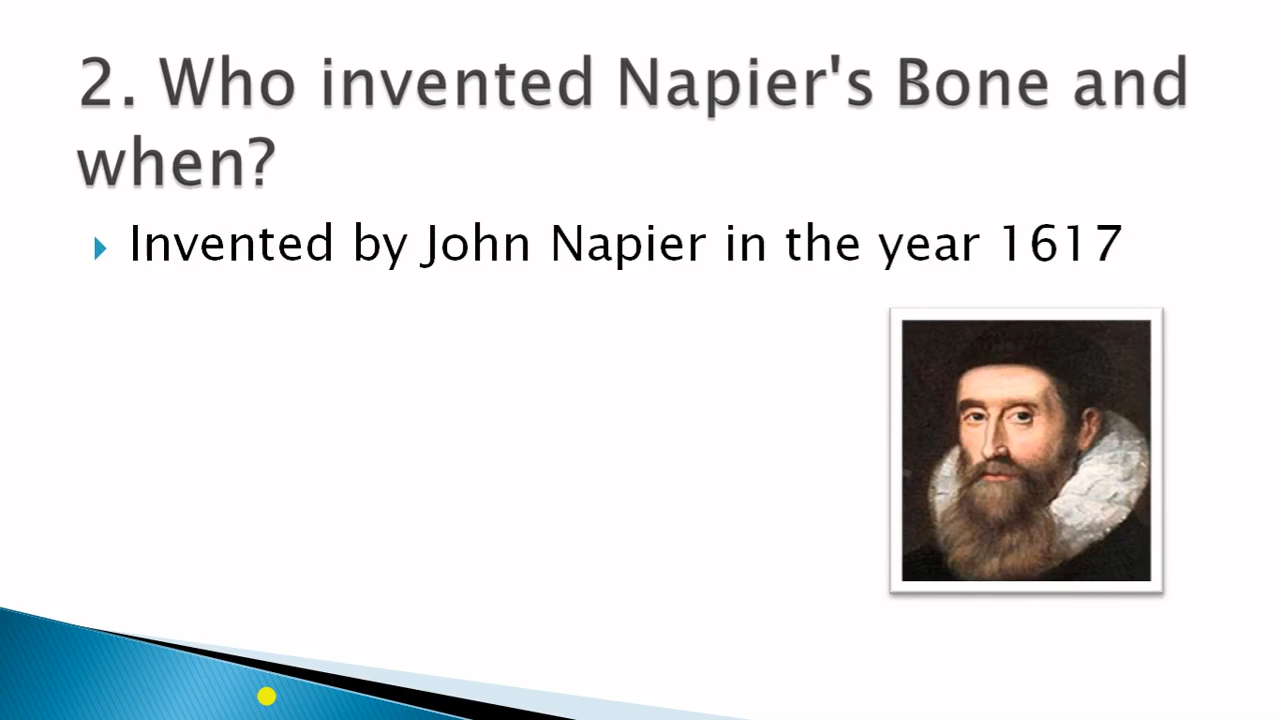 2. Who invented Napier's Bone and
when?
Invented by John Napier in the year 1617